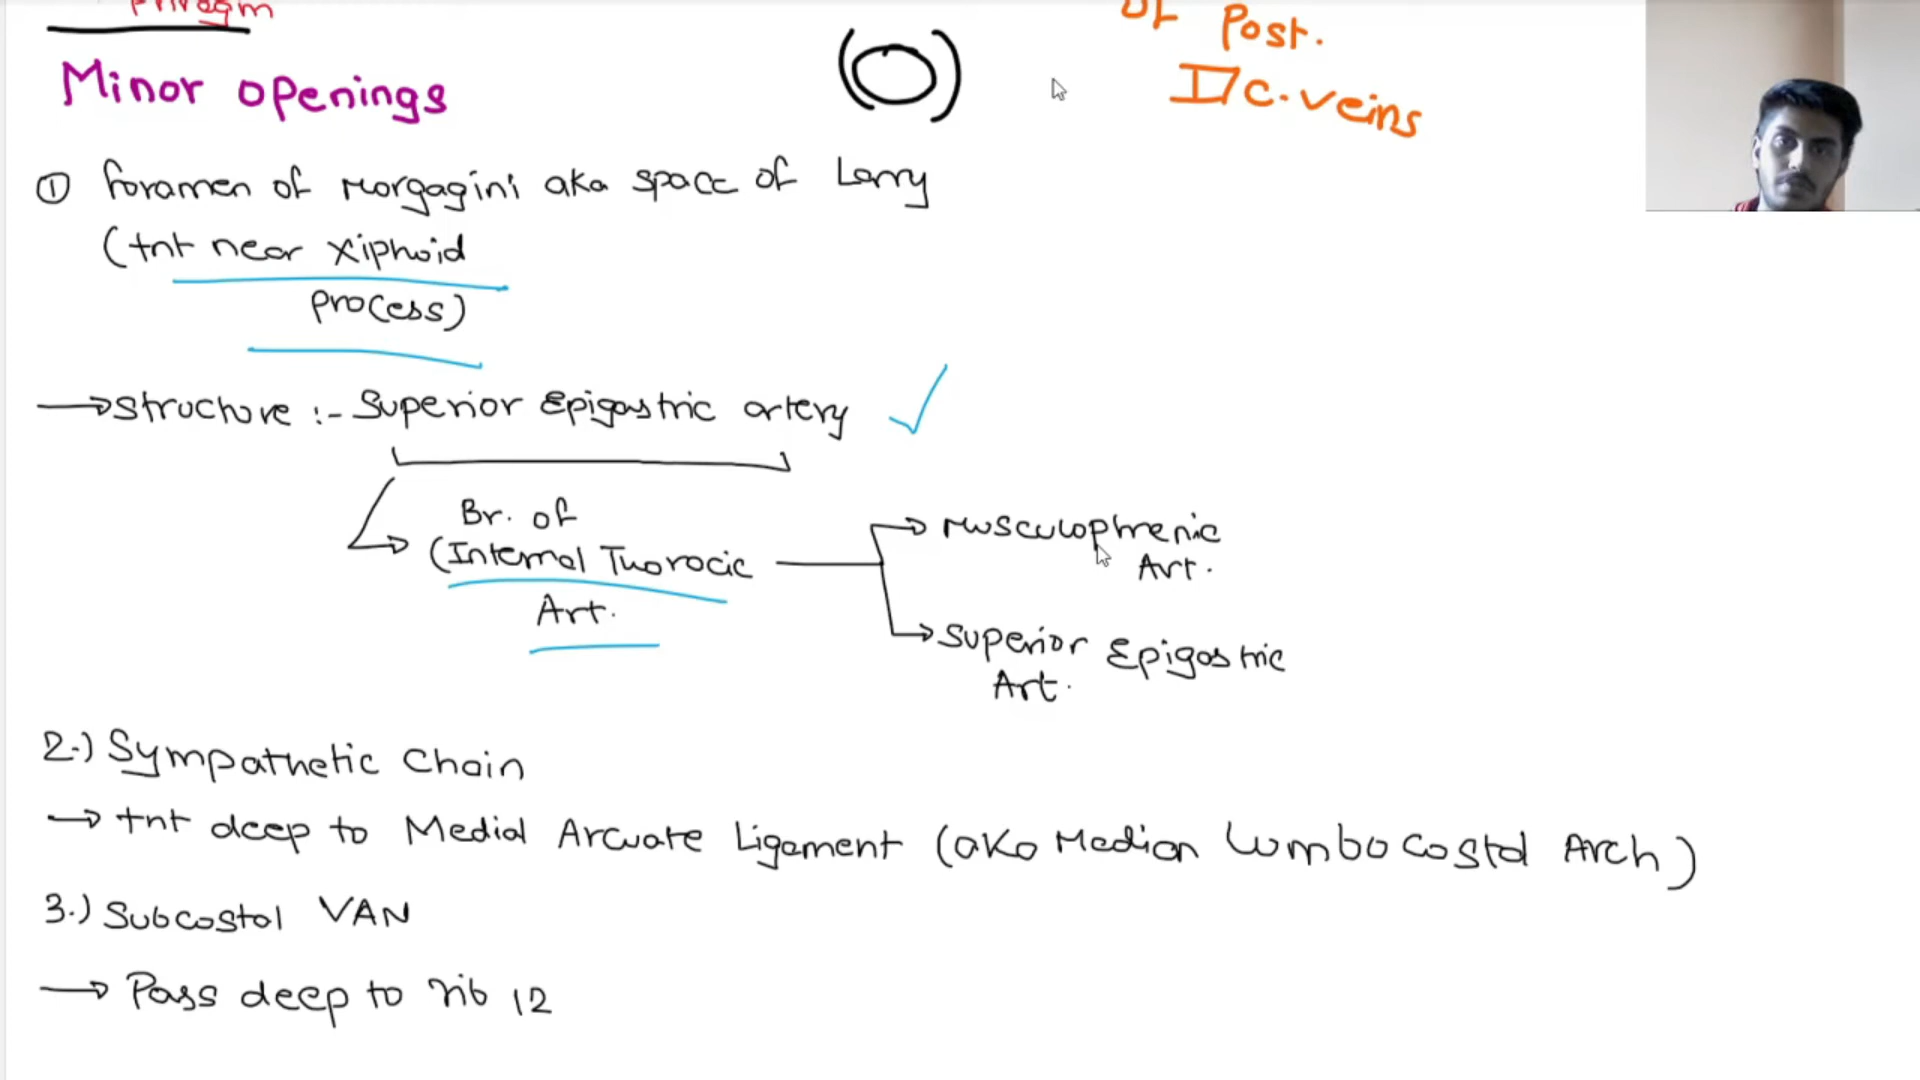 Minor openings
of Post.
I/c. veins
① foramen of Morgagini aka space of Larry
(tnt near Xiphoid
Process)
→ Structure :- Superior Epigastric artery ✓
Br. of
(Internal Thoracic
Art.
→ Musculophrenic
Art.
→ Superior Epigastric
Art.
2.) Sympathetic Chain
→ tnt deep to Medial Arcuate Ligament (aka Median Lumbo Costal Arch)
3.) Subcostal VAN
→ Pass deep to rib 12